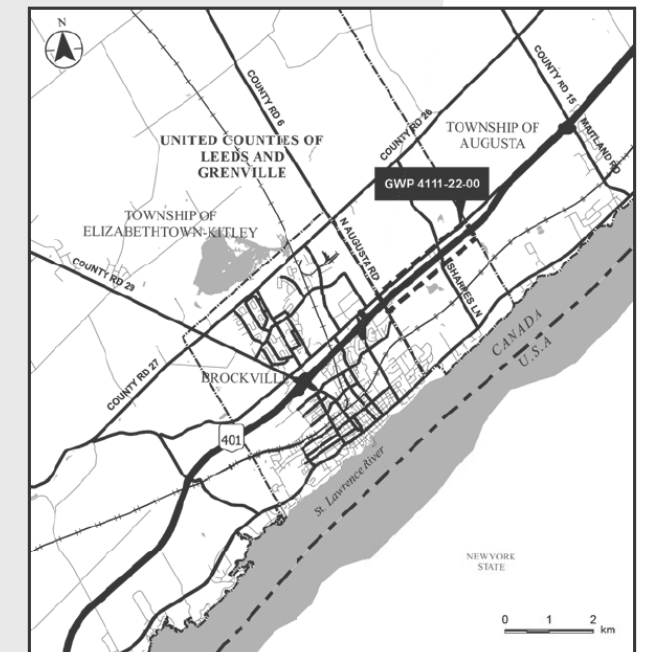 N
COUNTY RD 6
COUNTY RD 15
COUNTY RD 26
MAITLAND RD
TOWNSHIP OF
AUGUSTA
UNITED COUNTIES OF
LEEDS AND
GRENVILLE
GWP 4111-22-00
TOWNSHIP OF
ELIZABETHTOWN-KITLEY
N AUGUSTA RD
COUNTY RD 29
SHARPES LN
CANADA
U.S.A
COUNTY RD 27
BROCKVILLE
401
St. Lawrence River
NEW YORK
STATE
0 1 2
km